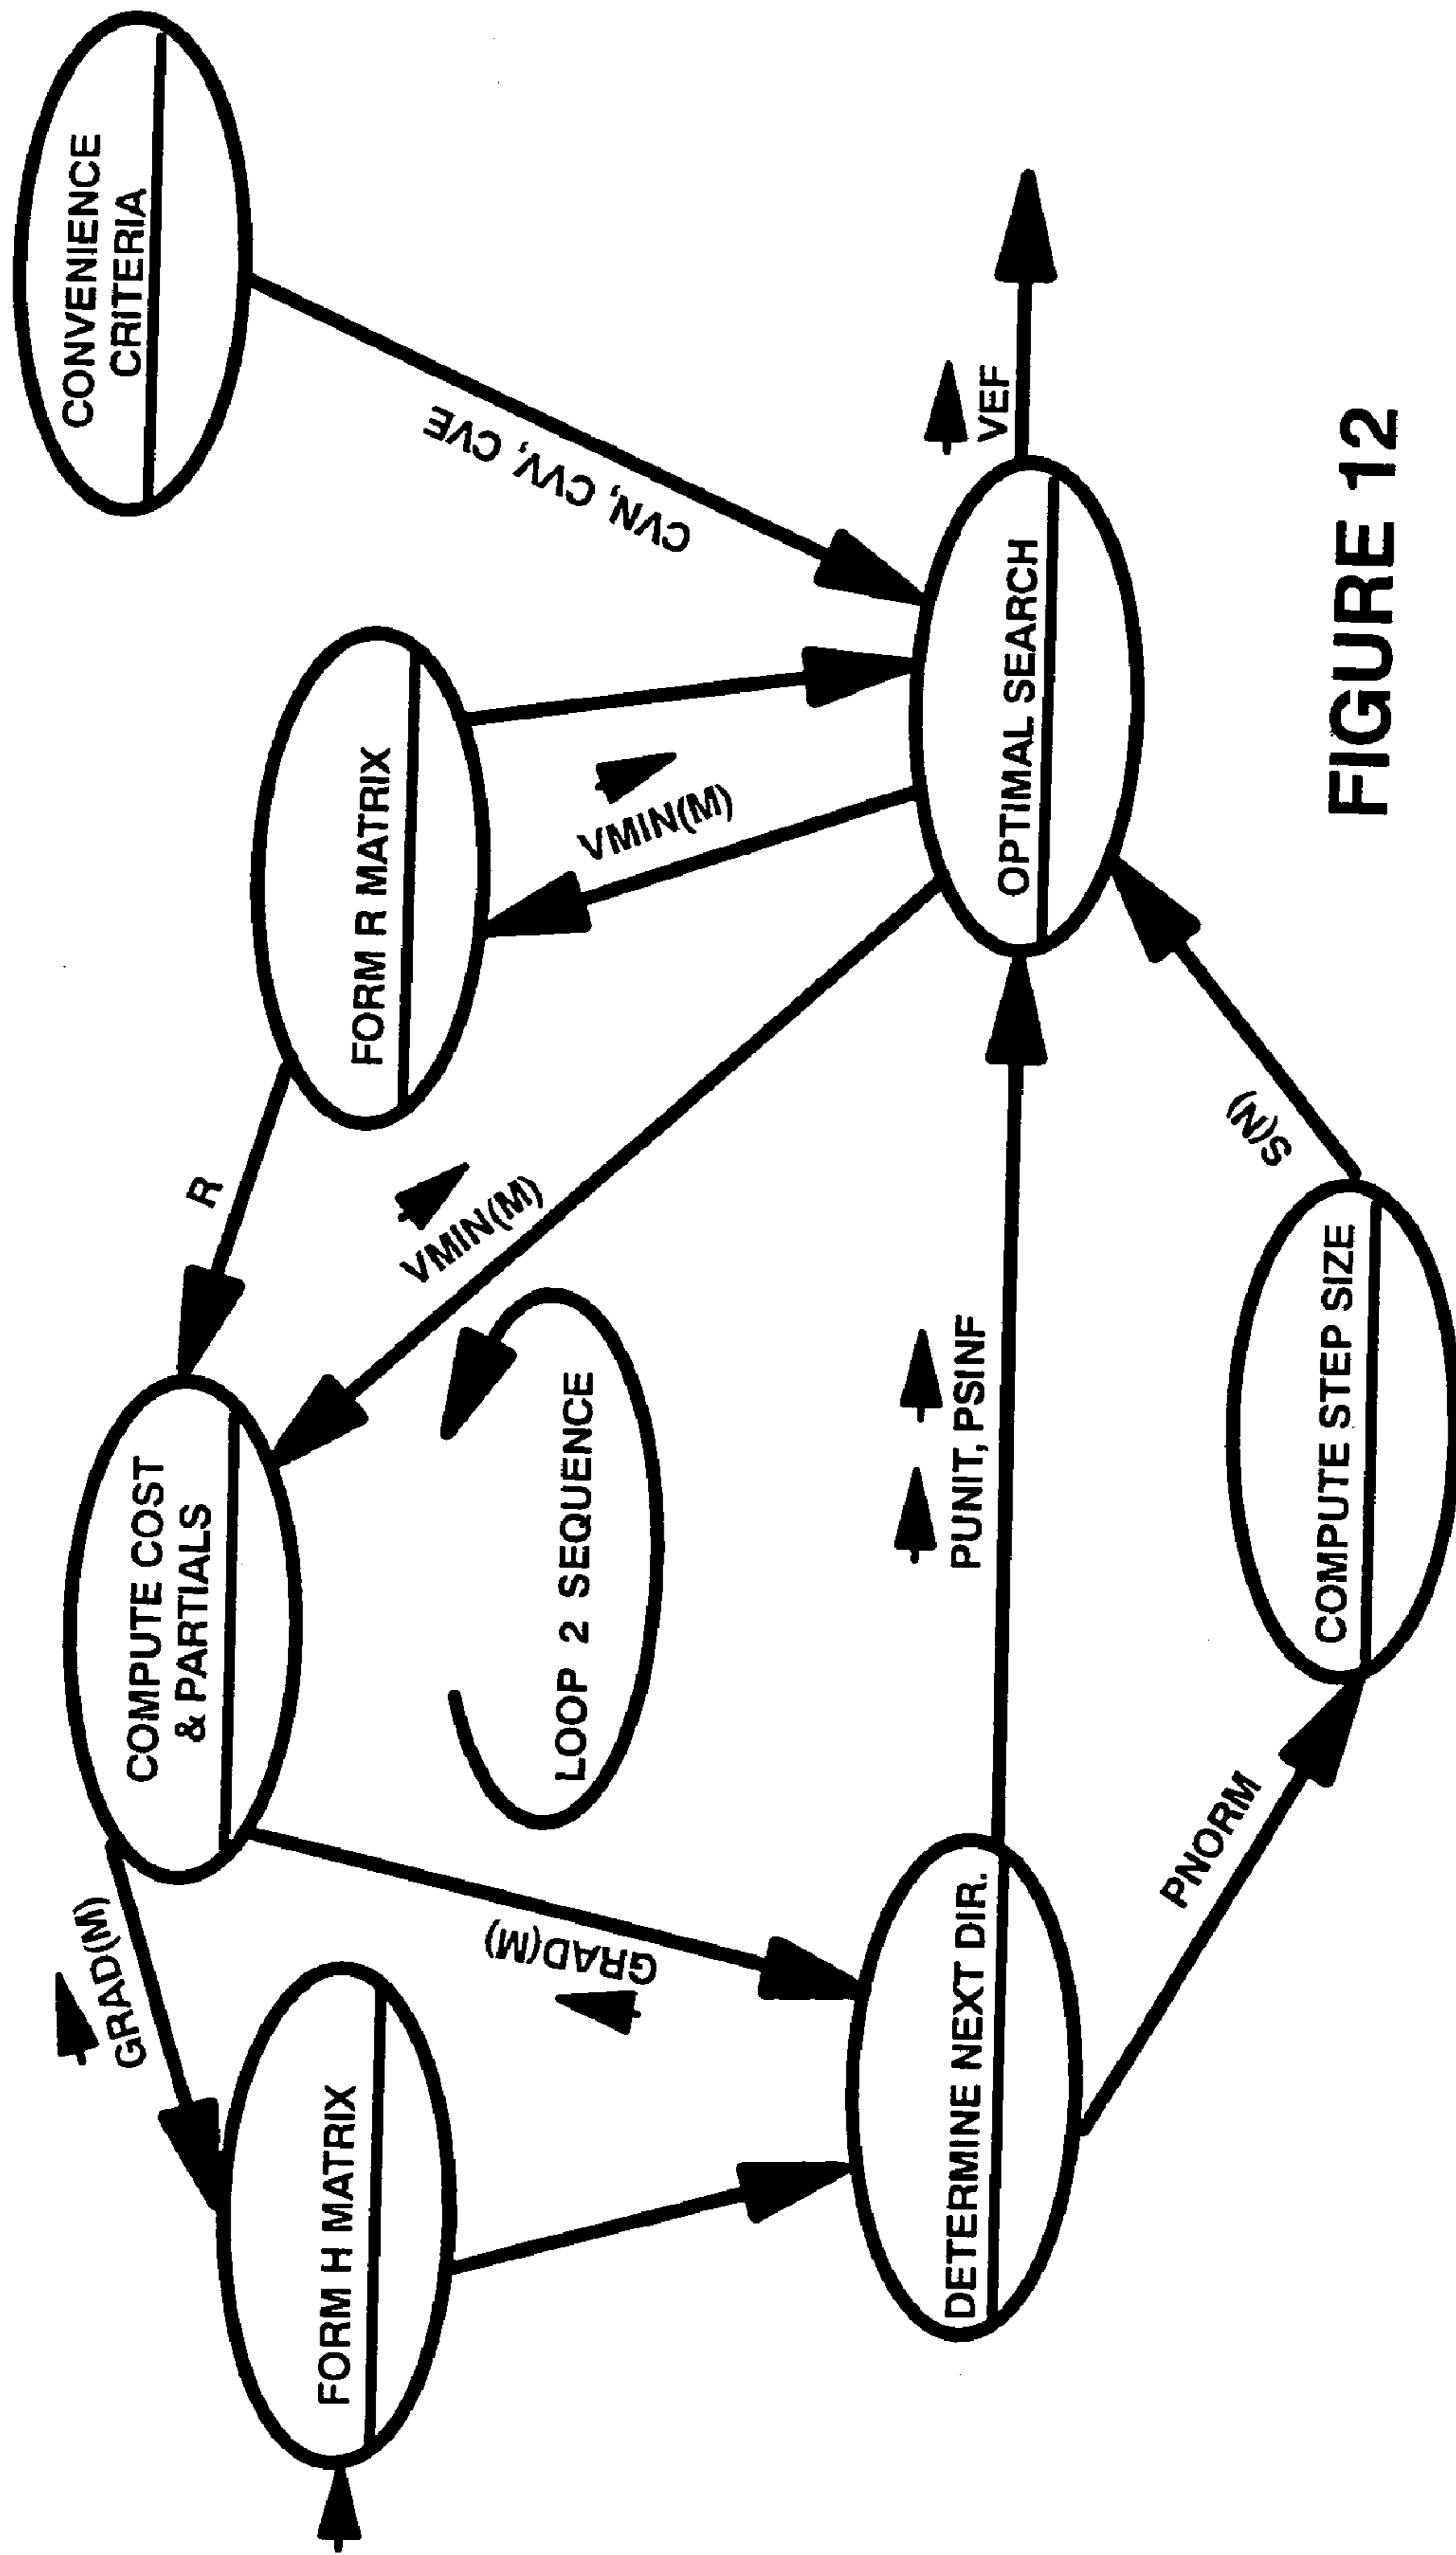 CONVENIENCE
CRITERIA
CVN, CVV, CVE
FORM R MATRIX
R
VMIN(M)
VMIN(M)
COMPUTE COST
& PARTIALS
GRAD(M)
GRAD(M)
FORM H MATRIX
LOOP 2 SEQUENCE
DETERMINE NEXT DIR.
PUNIT, PSINF
OPTIMAL SEARCH
VEF
PNORM
COMPUTE STEP SIZE
S(N)
FIGURE 12